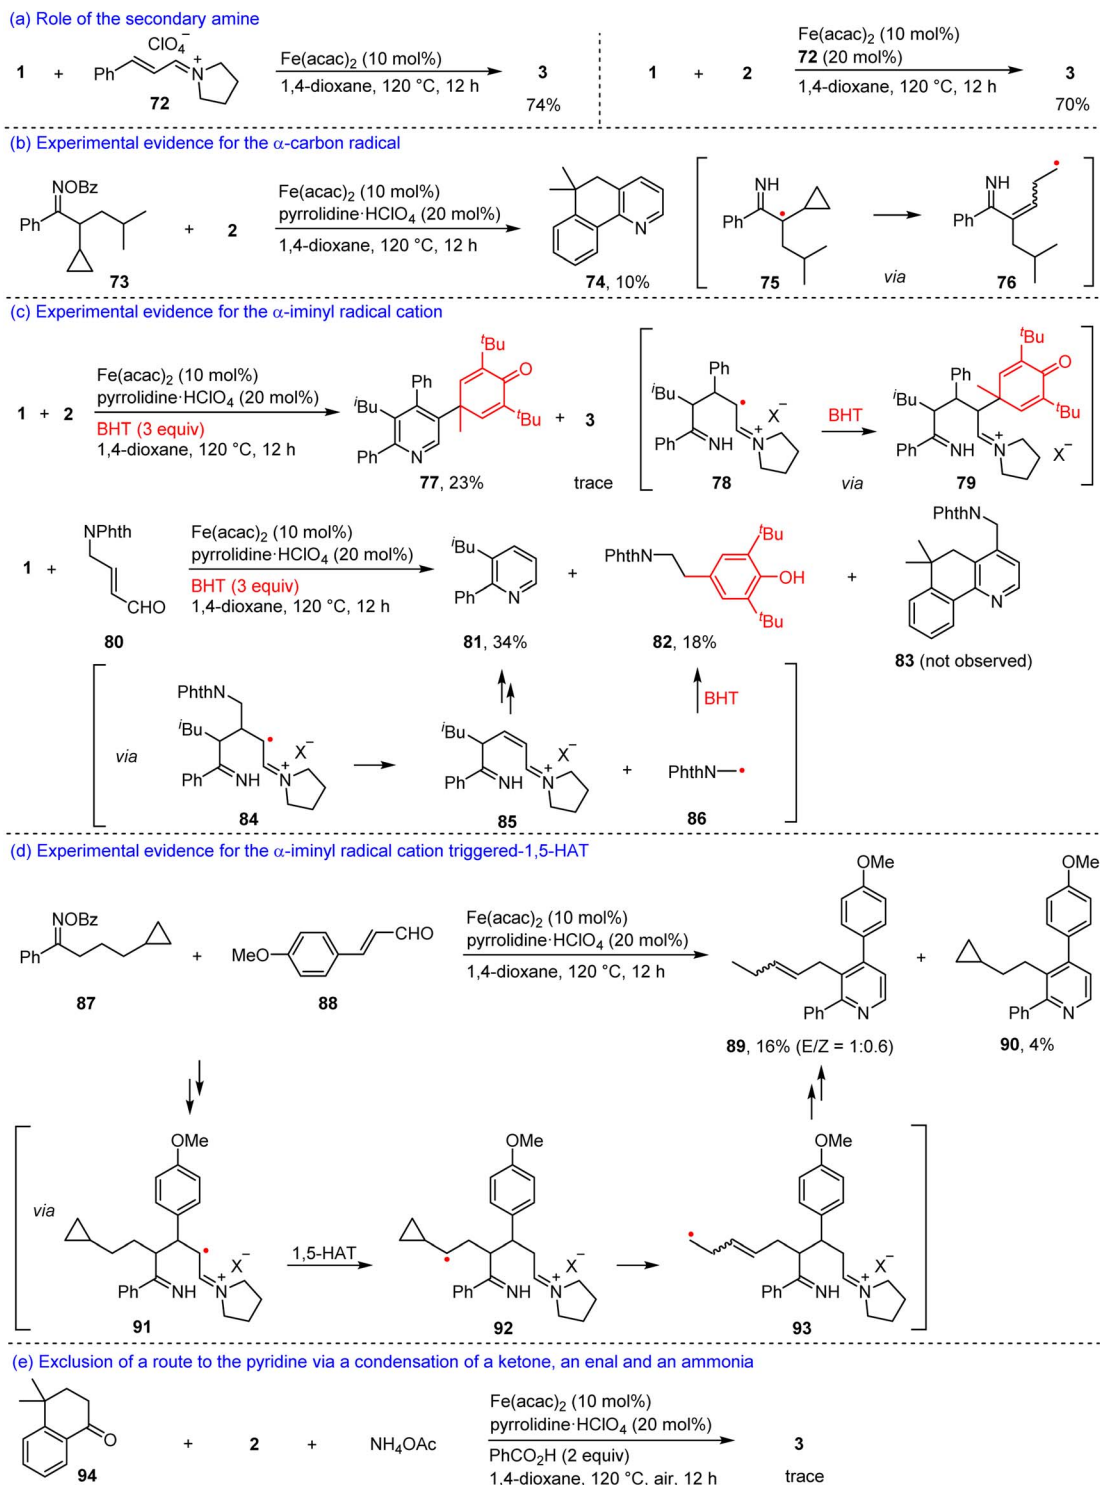 (a) Role of the secondary amine
1 + Ph ClO4− N+ 72
Fe(acac)2 (10 mol%)
1,4-dioxane, 120 °C, 12 h
3
74%
1 + 2
Fe(acac)2 (10 mol%)
72 (20 mol%)
1,4-dioxane, 120 °C, 12 h
3
70%
(b) Experimental evidence for the α-carbon radical
NOBz
Ph
73
+ 2
Fe(acac)2 (10 mol%)
pyrrolidine·HClO4 (20 mol%)
1,4-dioxane, 120 °C, 12 h
N
74, 10%
NH
Ph
75
via
NH
Ph
76
(c) Experimental evidence for the α-iminyl radical cation
1 + 2
Fe(acac)2 (10 mol%)
pyrrolidine·HClO4 (20 mol%)
BHT (3 equiv)
1,4-dioxane, 120 °C, 12 h
tBu
O
Ph
iBu
tBu
Ph
N
77, 23%
+ 3
trace
Ph
iBu
X−
Ph
NH
N+
78
BHT
via
tBu
O
Ph
iBu
tBu
Ph
NH
N+
X−
79
1 +
NPhth
CHO
80
Fe(acac)2 (10 mol%)
pyrrolidine·HClO4 (20 mol%)
BHT (3 equiv)
1,4-dioxane, 120 °C, 12 h
iBu
Ph
N
81, 34%
+
PhthN
tBu
OH
tBu
82, 18%
+
PhthN
N
83 (not observed)
via
PhthN
iBu
X−
Ph
NH
N+
84
iBu
X−
Ph
NH
N+
85
+
BHT
PhthN
86
(d) Experimental evidence for the α-iminyl radical cation triggered-1,5-HAT
NOBz
Ph
87
+
CHO
MeO
88
Fe(acac)2 (10 mol%)
pyrrolidine·HClO4 (20 mol%)
1,4-dioxane, 120 °C, 12 h
OMe
Ph
N
89, 16% (E/Z = 1:0.6)
+
OMe
Ph
N
90, 4%
via
OMe
X−
Ph
NH
N+
91
1,5-HAT
OMe
X−
Ph
NH
N+
92
OMe
X−
Ph
NH
N+
93
(e) Exclusion of a route to the pyridine via a condensation of a ketone, an enal and an ammonia
O
94
+ 2 + NH4OAc
Fe(acac)2 (10 mol%)
pyrrolidine·HClO4 (20 mol%)
PhCO2H (2 equiv)
1,4-dioxane, 120 °C, air, 12 h
3
trace